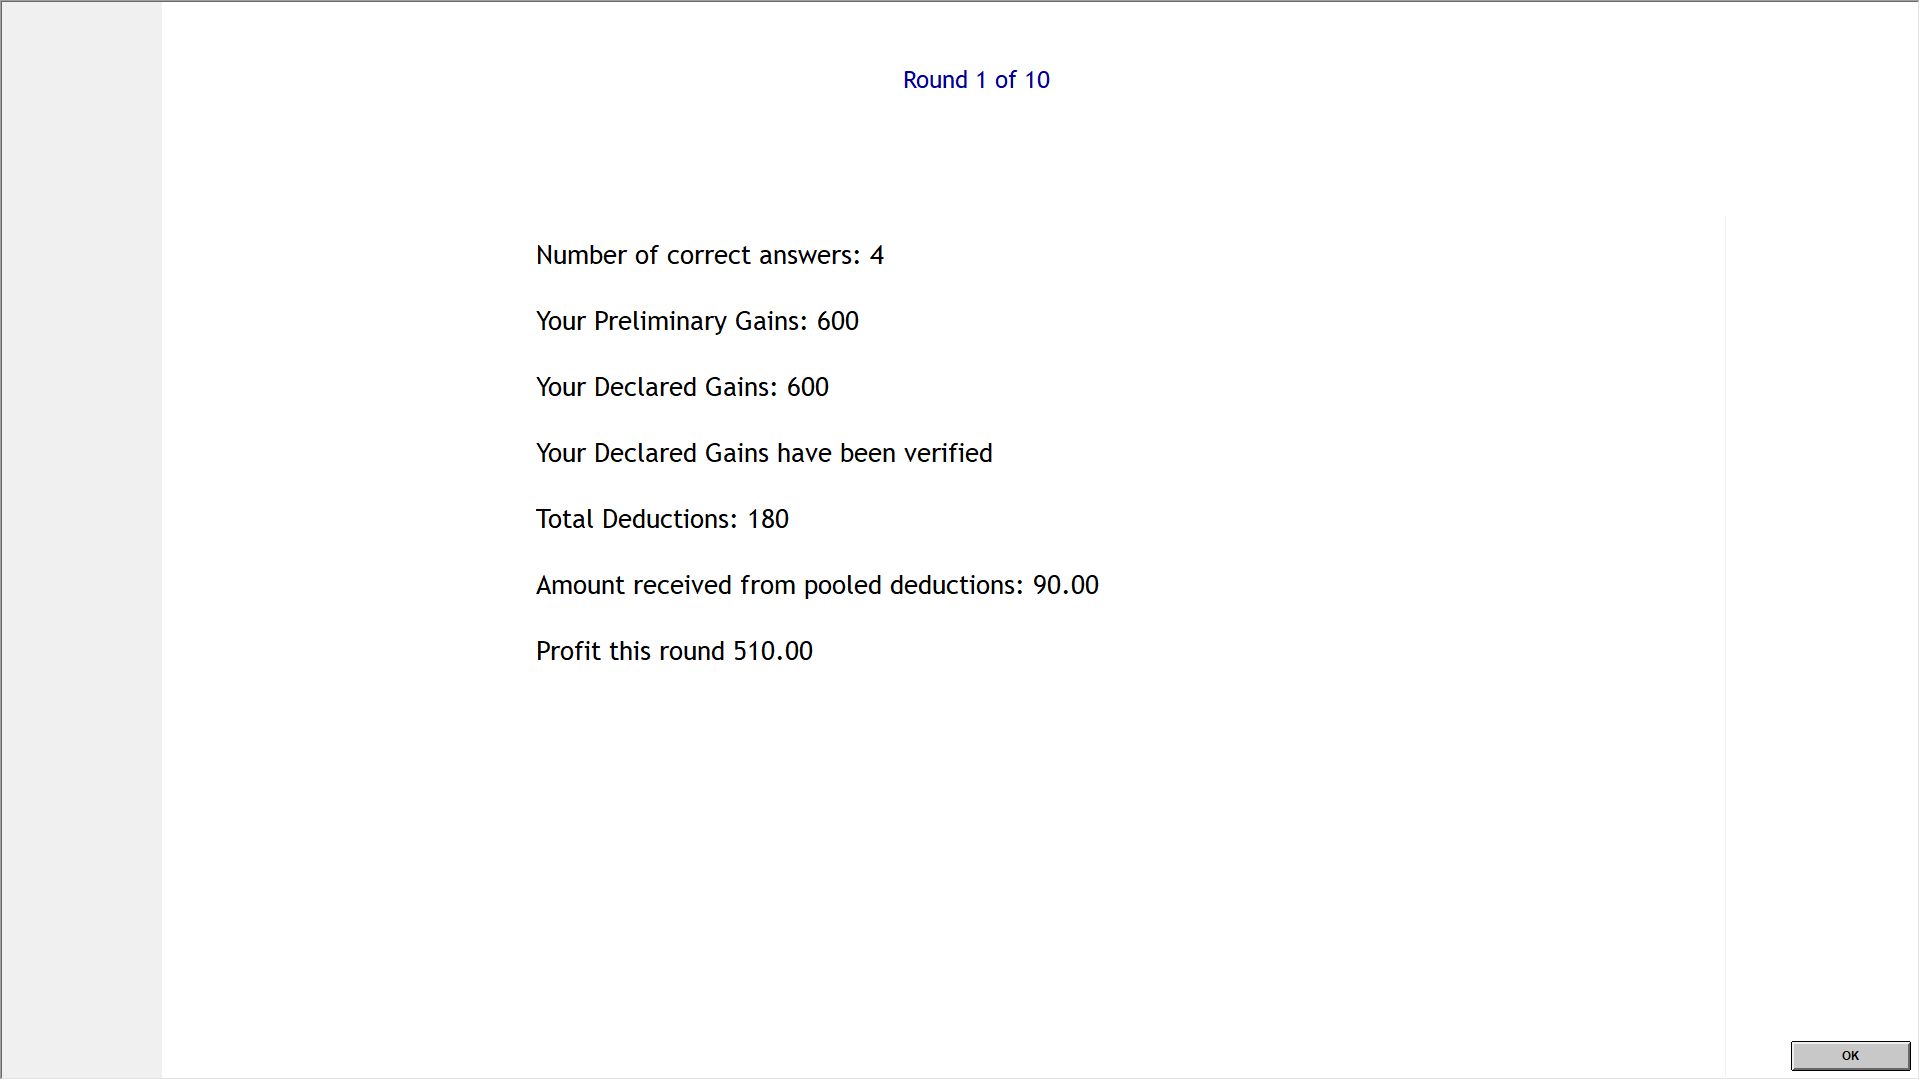 Round 1 of 10
Number of correct answers: 4
Your Preliminary Gains: 600
Your Declared Gains: 600
Your Declared Gains have been verified
Total Deductions: 180
Amount received from pooled deductions: 90.00
Profit this round 510.00
OK